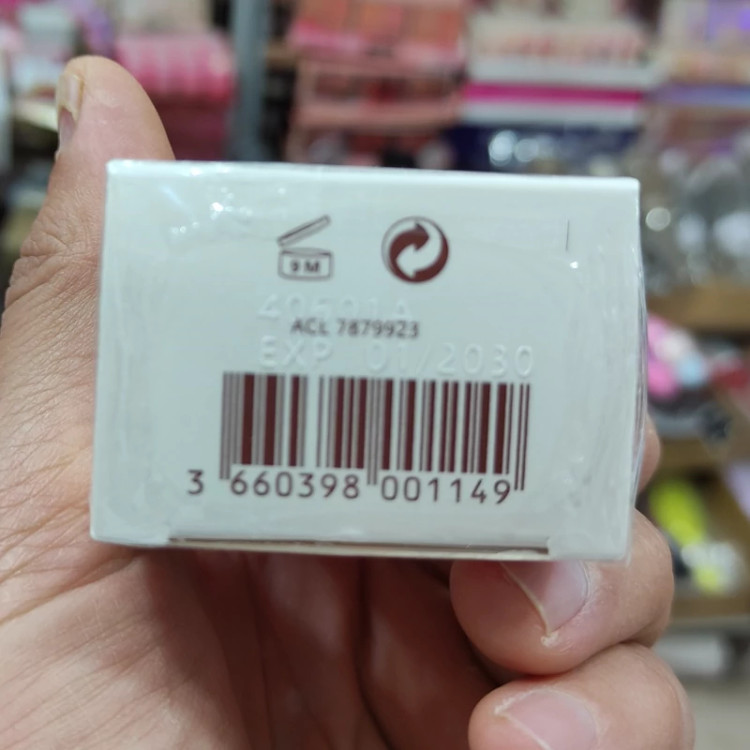 9 M
40501A
ACL 7879923
EXP 01/2030
3 660398 001149